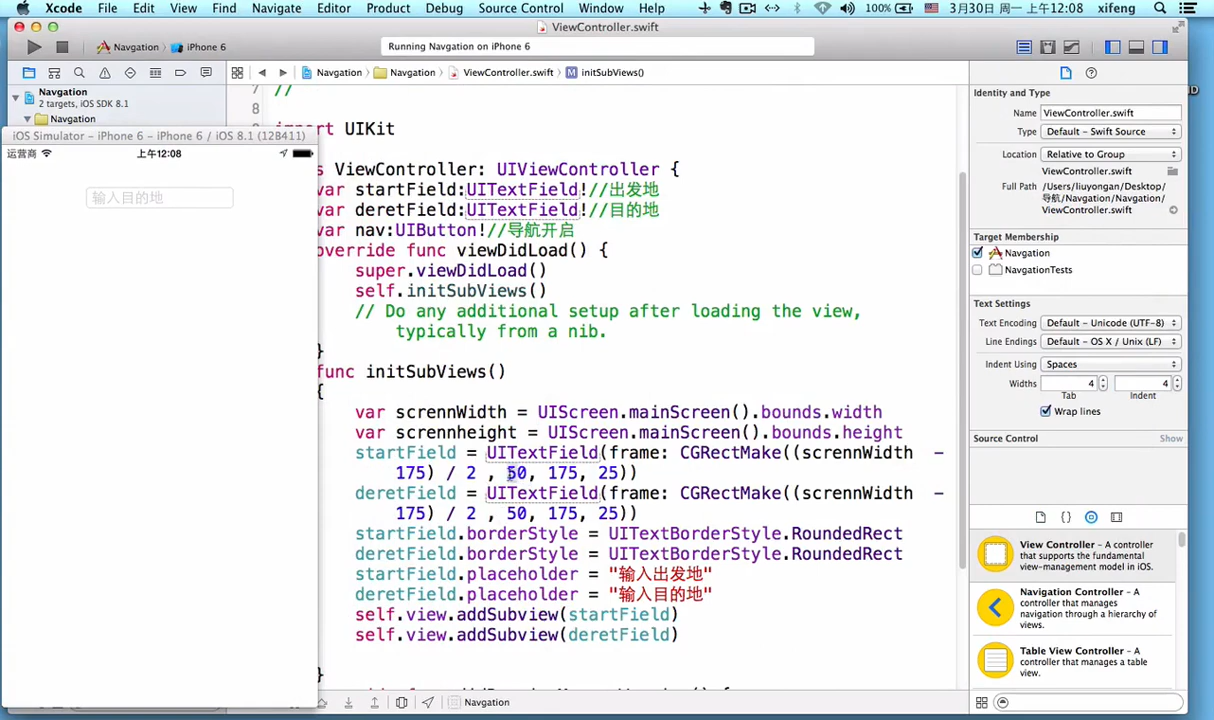 Xcode File Edit View Find Navigate Editor Product Debug Source Control Window Help 100% 3月30日 周一 上午12:08 xifeng
ViewController.swift
Navgation iPhone 6 Running Navgation on iPhone 6
Navgation Navgation ViewController.swift M initSubViews()
Navgation
2 targets, iOS SDK 8.1
Navgation
iOS Simulator – iPhone 6 – iPhone 6 / iOS 8.1 (12B411)
运营商 上午12:08
输入目的地
7 //
8
import UIKit
s ViewController: UIViewController {
var startField:UITextField!//出发地
var deretField:UITextField!//目的地
var nav:UIButton!//导航开启
override func viewDidLoad() {
super.viewDidLoad()
self.initSubViews()
// Do any additional setup after loading the view,
typically from a nib.
}
func initSubViews()
{
var scrennWidth = UIScreen.mainScreen().bounds.width
var scrennheight = UIScreen.mainScreen().bounds.height
startField = UITextField(frame: CGRectMake((scrennWidth -
175) / 2 , 50, 175, 25))
deretField = UITextField(frame: CGRectMake((scrennWidth -
175) / 2 , 50, 175, 25))
startField.borderStyle = UITextBorderStyle.RoundedRect
deretField.borderStyle = UITextBorderStyle.RoundedRect
startField.placeholder = "输入出发地"
deretField.placeholder = "输入目的地"
self.view.addSubview(startField)
self.view.addSubview(deretField)
}
Navgation
Identity and Type
Name ViewController.swift
Type Default – Swift Source
Location Relative to Group
ViewController.swift
Full Path /Users/liuyongan/Desktop/
导航/Navgation/Navgation/
ViewController.swift
Target Membership
Navgation
NavgationTests
Text Settings
Text Encoding Default – Unicode (UTF-8)
Line Endings Default – OS X / Unix (LF)
Indent Using Spaces
Widths 4 4
Tab Indent
Wrap lines
Source Control Show
View Controller – A controller
that supports the fundamental
view-management model in iOS.
Navigation Controller – A
controller that manages
navigation through a hierarchy of
views.
Table View Controller – A
controller that manages a table
view.